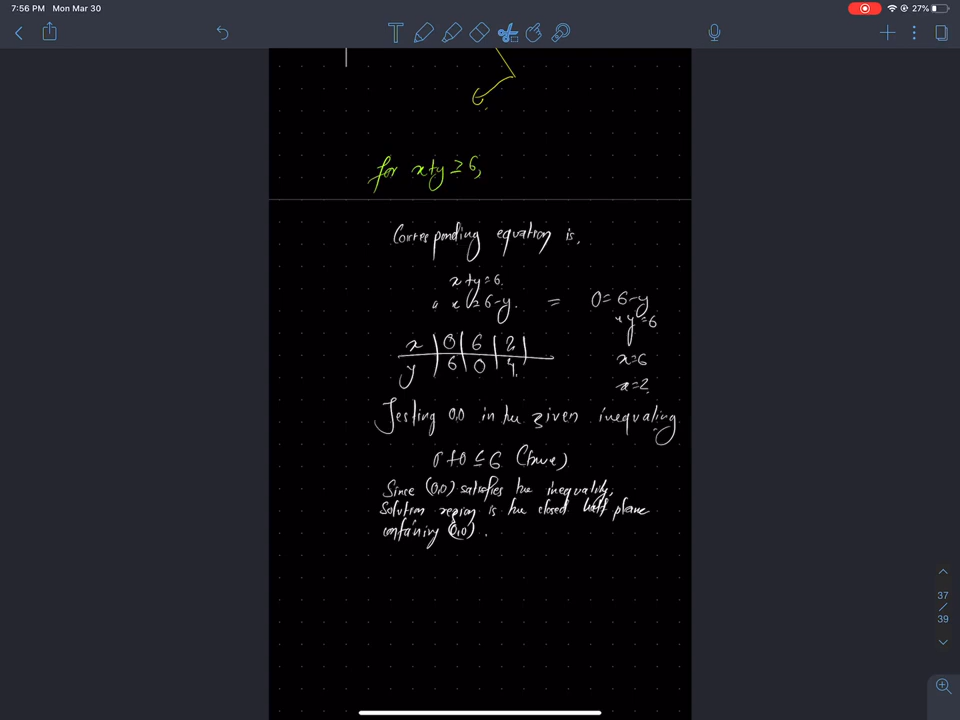 7:56 PM Mon Mar 30
27%
for x+y ≥ 6,
Corresponding equation is,
x+y=6.
x = 6-y. = 0=6-y
y=6
x | 0 | 6 | 2 |
y | 6 | 0 | 4
x=6
x=2
Testing 0,0 in the given inequality
0+0 ≤ 6 (true)
Since (0,0) satisfies the inequality,
Solution region is the closed half plane
containing (0,0).
37
/
39